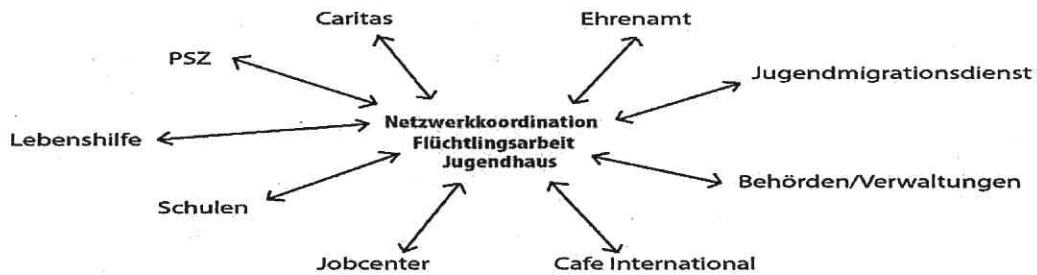 Caritas
Ehrenamt
PSZ
Jugendmigrationsdienst
Netzwerkkoordination
Flüchtlingsarbeit
Jugendhaus
Lebenshilfe
Behörden/Verwaltungen
Schulen
Jobcenter
Cafe International